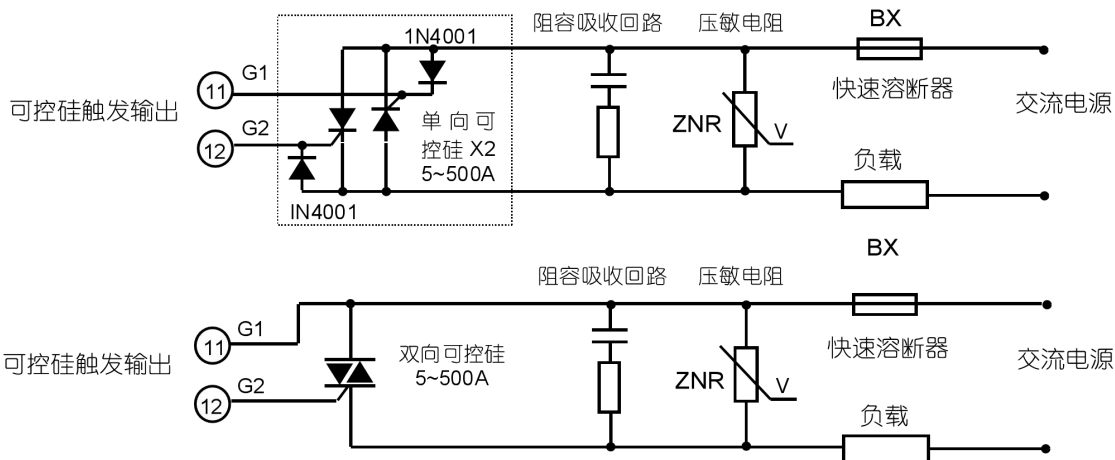 阻容吸收回路
压敏电阻
BX
1N4001
G1
11
可控硅触发输出
G2
12
单向可
控硅 X2
5~500A
IN4001
ZNR
V
快速溶断器
交流电源
负载
BX
阻容吸收回路
压敏电阻
G1
11
可控硅触发输出
G2
12
双向可控硅
5~500A
ZNR
V
快速溶断器
交流电源
负载